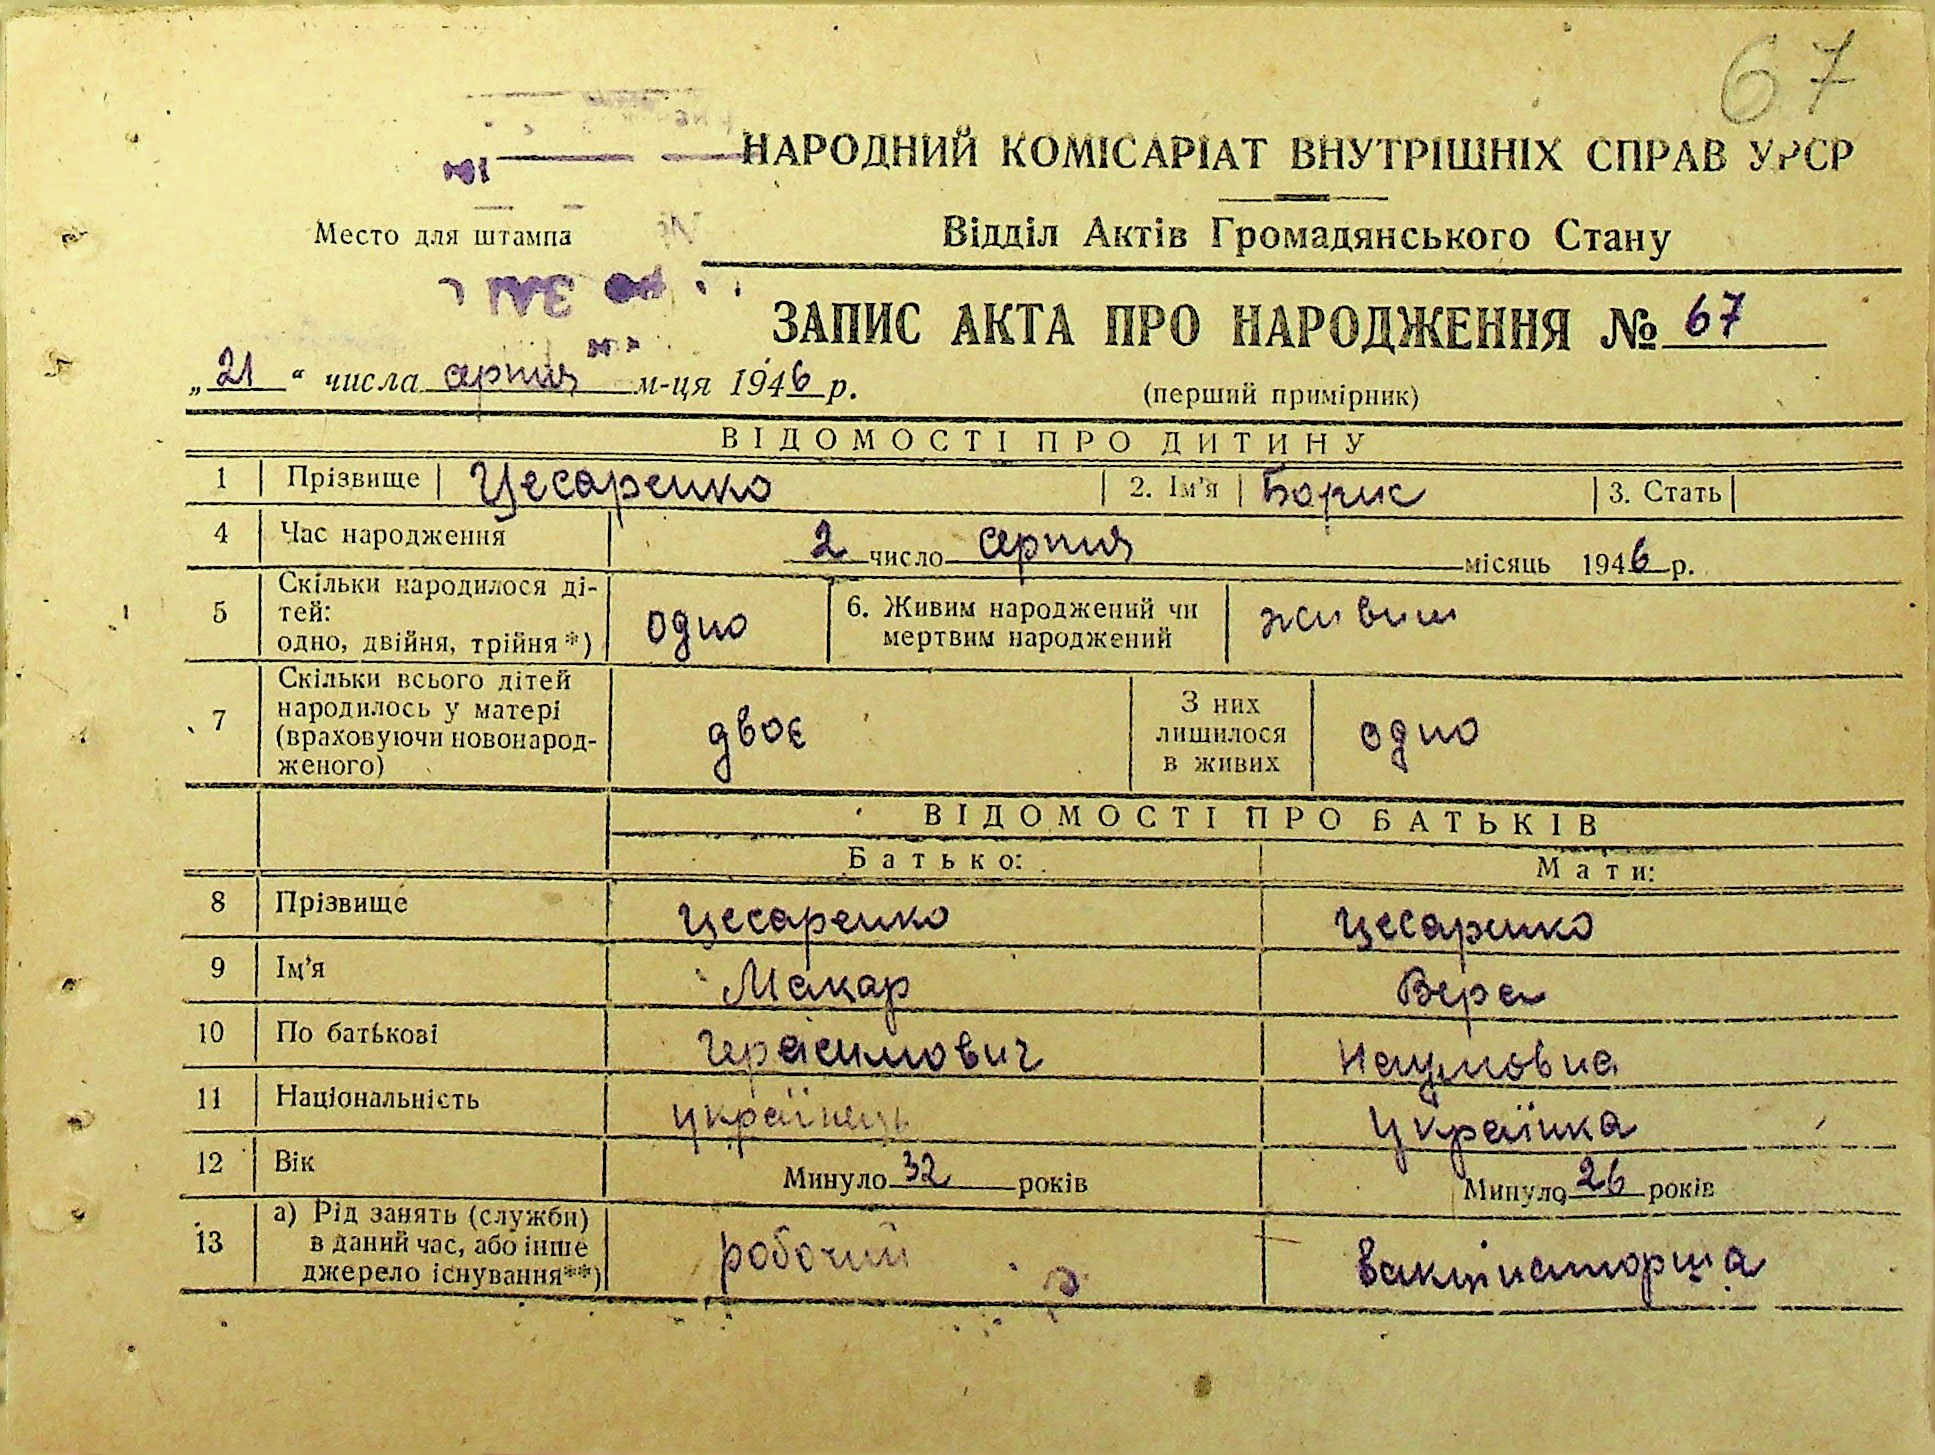 67
НАРОДНИЙ КОМІСАРІАТ ВНУТРІШНІХ СПРАВ УРСР
Место для штампа
Відділ Актів Громадянського Стану
ЗАПИС АКТА ПРО НАРОДЖЕННЯ № 67
„21“ числа серпня м-ця 1946 р.
(перший примірник)
ВІДОМОСТІ ПРО ДИТИНУ
1 Прізвище Цесаренко 2. Ім'я Борис 3. Стать
4 Час народження 2 число серпня місяць 1946 р.
5 Скільки народилося ді-
тей:
одно, двійня, трійня *) одно
6. Живим народжений чи
мертвим народжений живим
7 Скільки всього дітей
народилось у матері
(враховуючи новонарод-
женого) двоє
З них
лишилося
в живих одно
ВІДОМОСТІ ПРО БАТЬКІВ
Батько: Мати:
8 Прізвище Цесаренко Цесаренко
9 Ім'я Макар Вера
10 По батькові Герасимович Наумовна
11 Національність українець Українка
12 Вік Минуло 32 років Минуло 26 років
13 а) Рід занять (служби)
в даний час, або інше
джерело існування**) робочий вакцінаторша